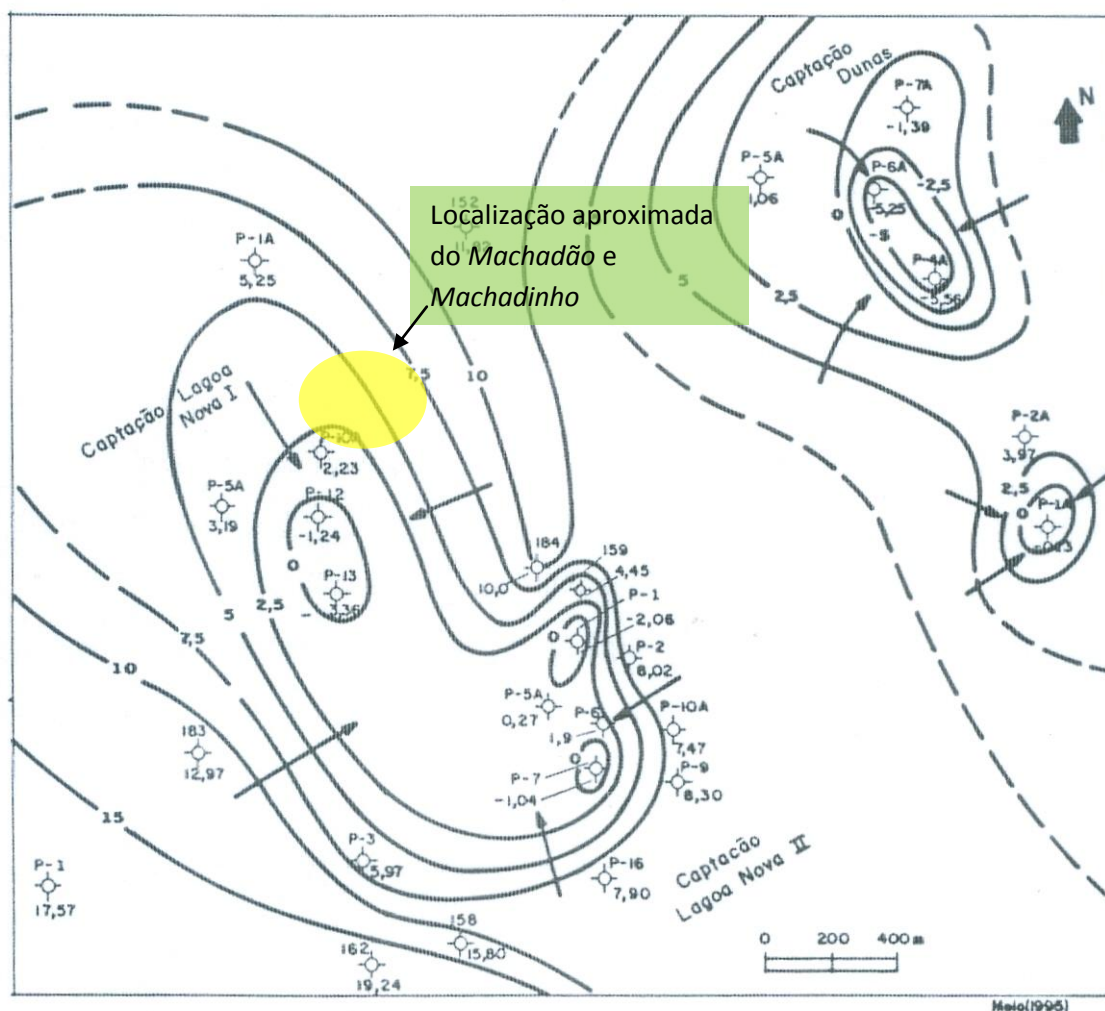 Captação
Dunas
P-7A
-1,39
N
P-5A
1,06
P-6A
-2,5
-5,25
0
-5
P-4A
-5,56
152
11,82
Localização aproximada
do Machadão e
Machadinho
P-1A
5,25
5
2,5
7,5
10
Captação Lagoa
Nova I
P-10A
2,23
P-12
-1,24
P-5A
3,19
0
P-13
3,36
P-2A
3,97
2,5
0
P-1A
184
10,0
159
4,45
P-1
-2,06
0
P-2
8,02
5
2,5
7,5
10
P-5A
0,27
P-6
1,9
P-10A
7,47
183
12,97
0
P-7
-1,04
P-9
8,30
15
P-3
5,97
P-16
7,90
Captação
Lagoa Nova II
P-1
17,57
158
15,80
162
19,24
0 200 400m
Melo(1995)